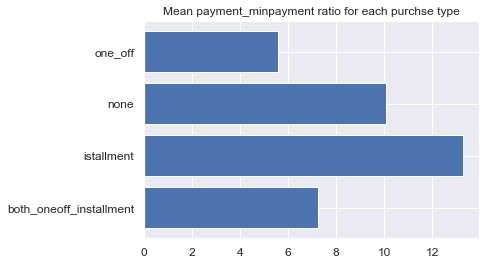 Mean payment_minpayment ratio for each purchse type
one_off
none
istallment
both_oneoff_installment
0 2 4 6 8 10 12